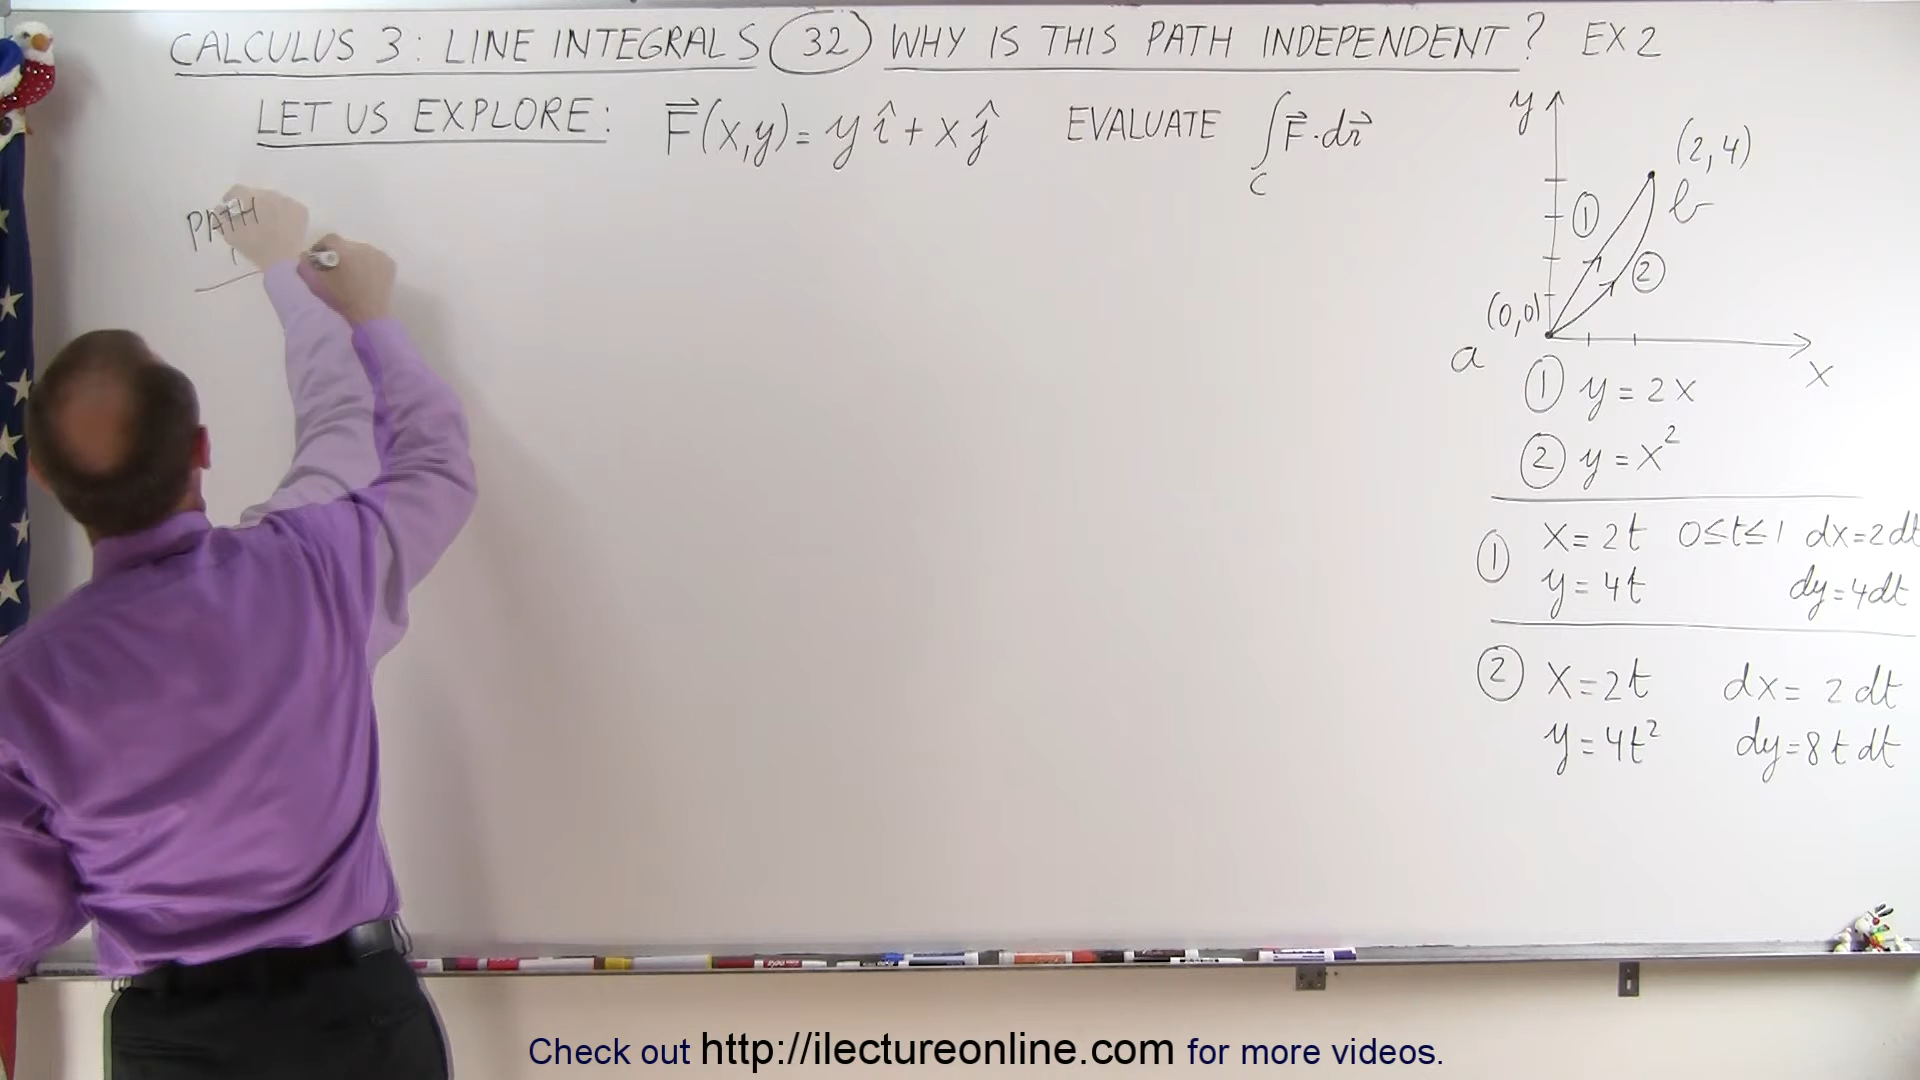 CALCULUS 3: LINE INTEGRALS 32 WHY IS THIS PATH INDEPENDENT? EX 2
LET US EXPLORE: F⃗(x,y) = y î + x ĵ EVALUATE ∫ F⃗·dr⃗
C
PATH
y
(2,4)
b
1
2
(0,0)
a
x
① y = 2x
② y = x²
① x = 2t 0≤t≤1 dx=2dt
y = 4t dy=4dt
② x = 2t dx = 2dt
y = 4t² dy=8t dt
Check out http://ilectureonline.com for more videos.